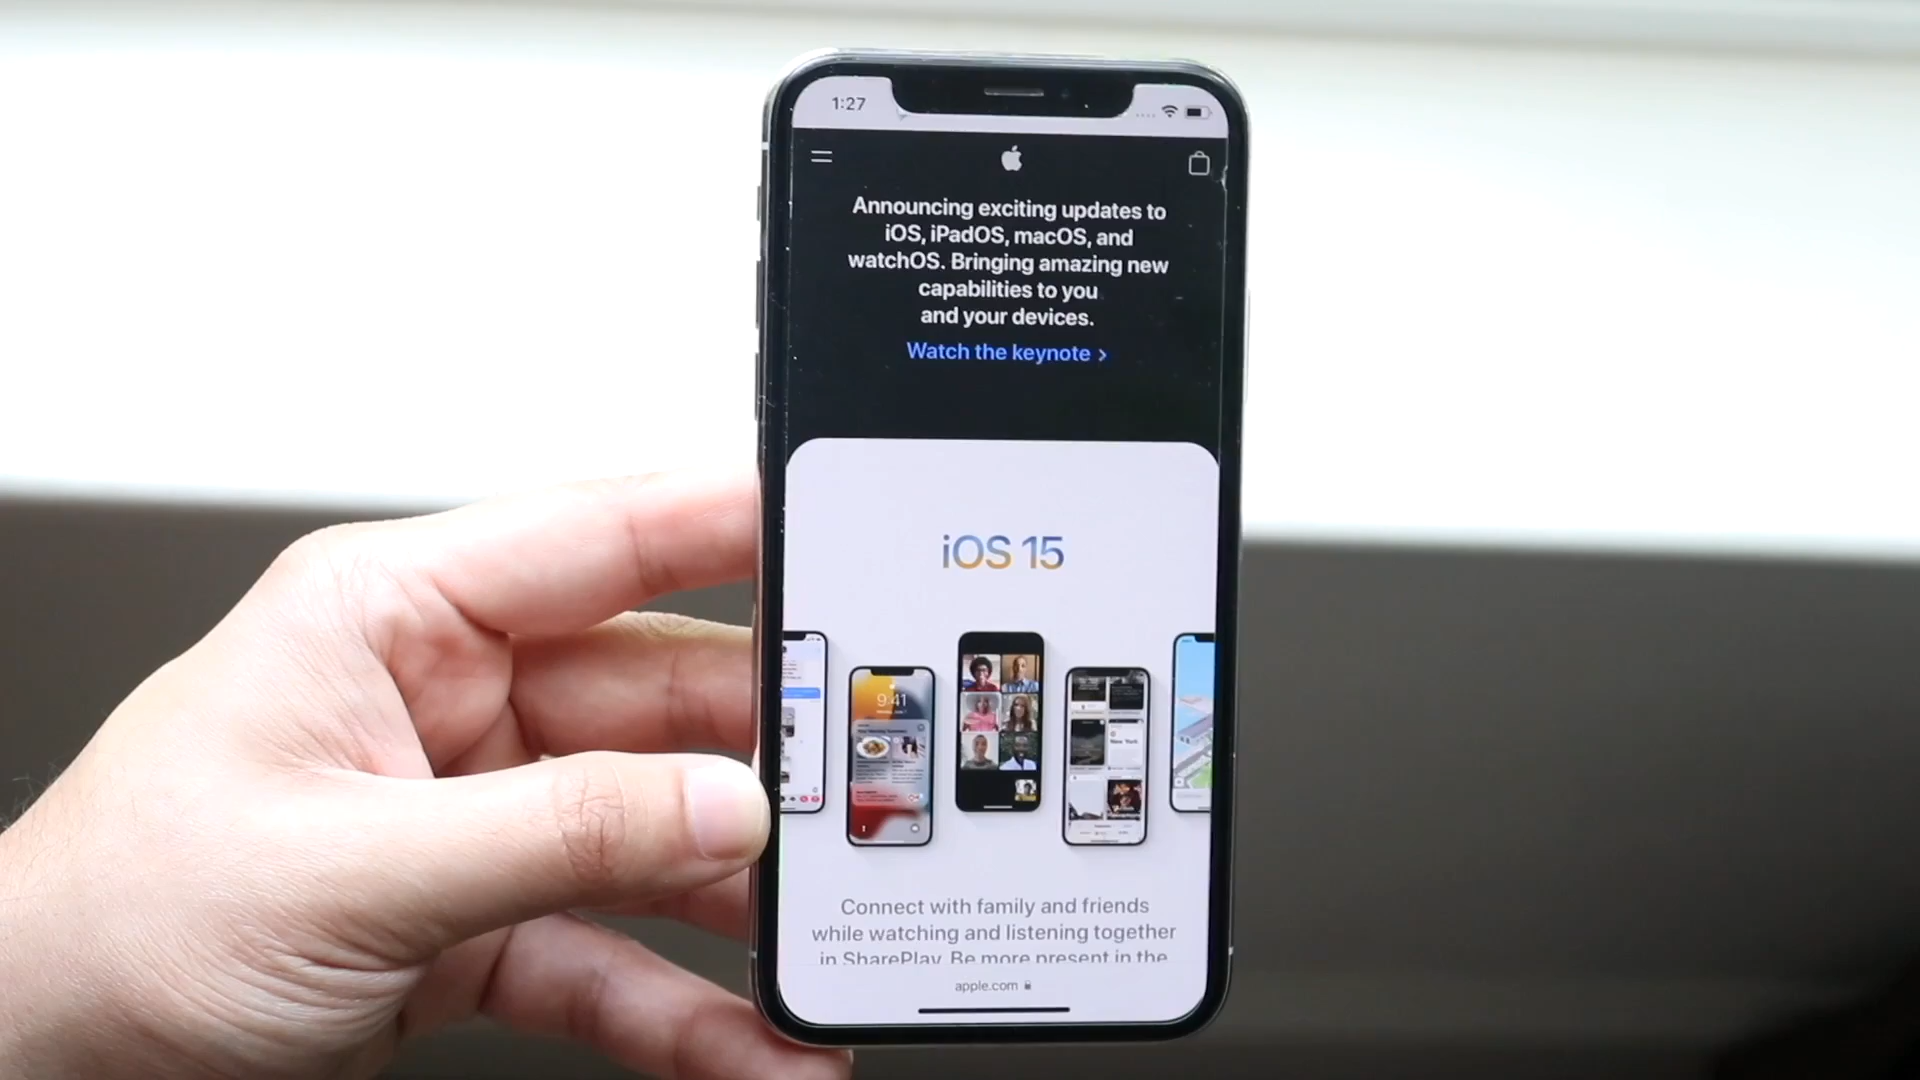 1:27
Announcing exciting updates to
iOS, iPadOS, macOS, and
watchOS. Bringing amazing new
capabilities to you
and your devices.
Watch the keynote >
iOS 15
9:41
New York
Connect with family and friends
while watching and listening together
in SharePlay. Be more present in the
apple.com